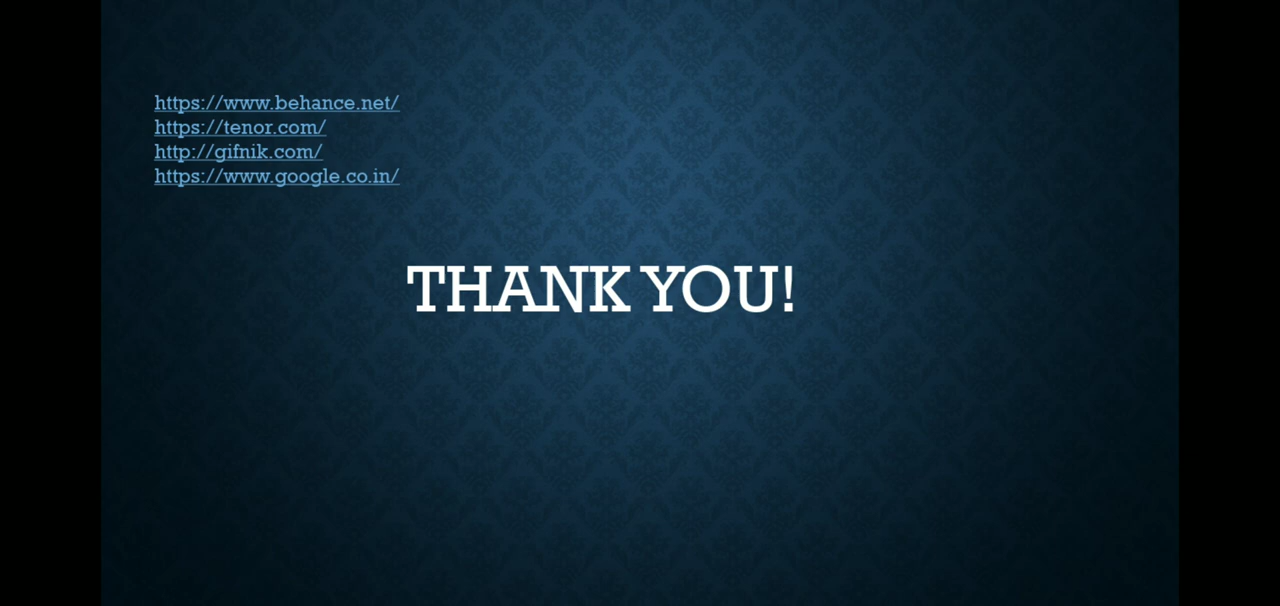 https://www.behance.net/
https://tenor.com/
http://gifnik.com/
https://www.google.co.in/
THANK YOU!